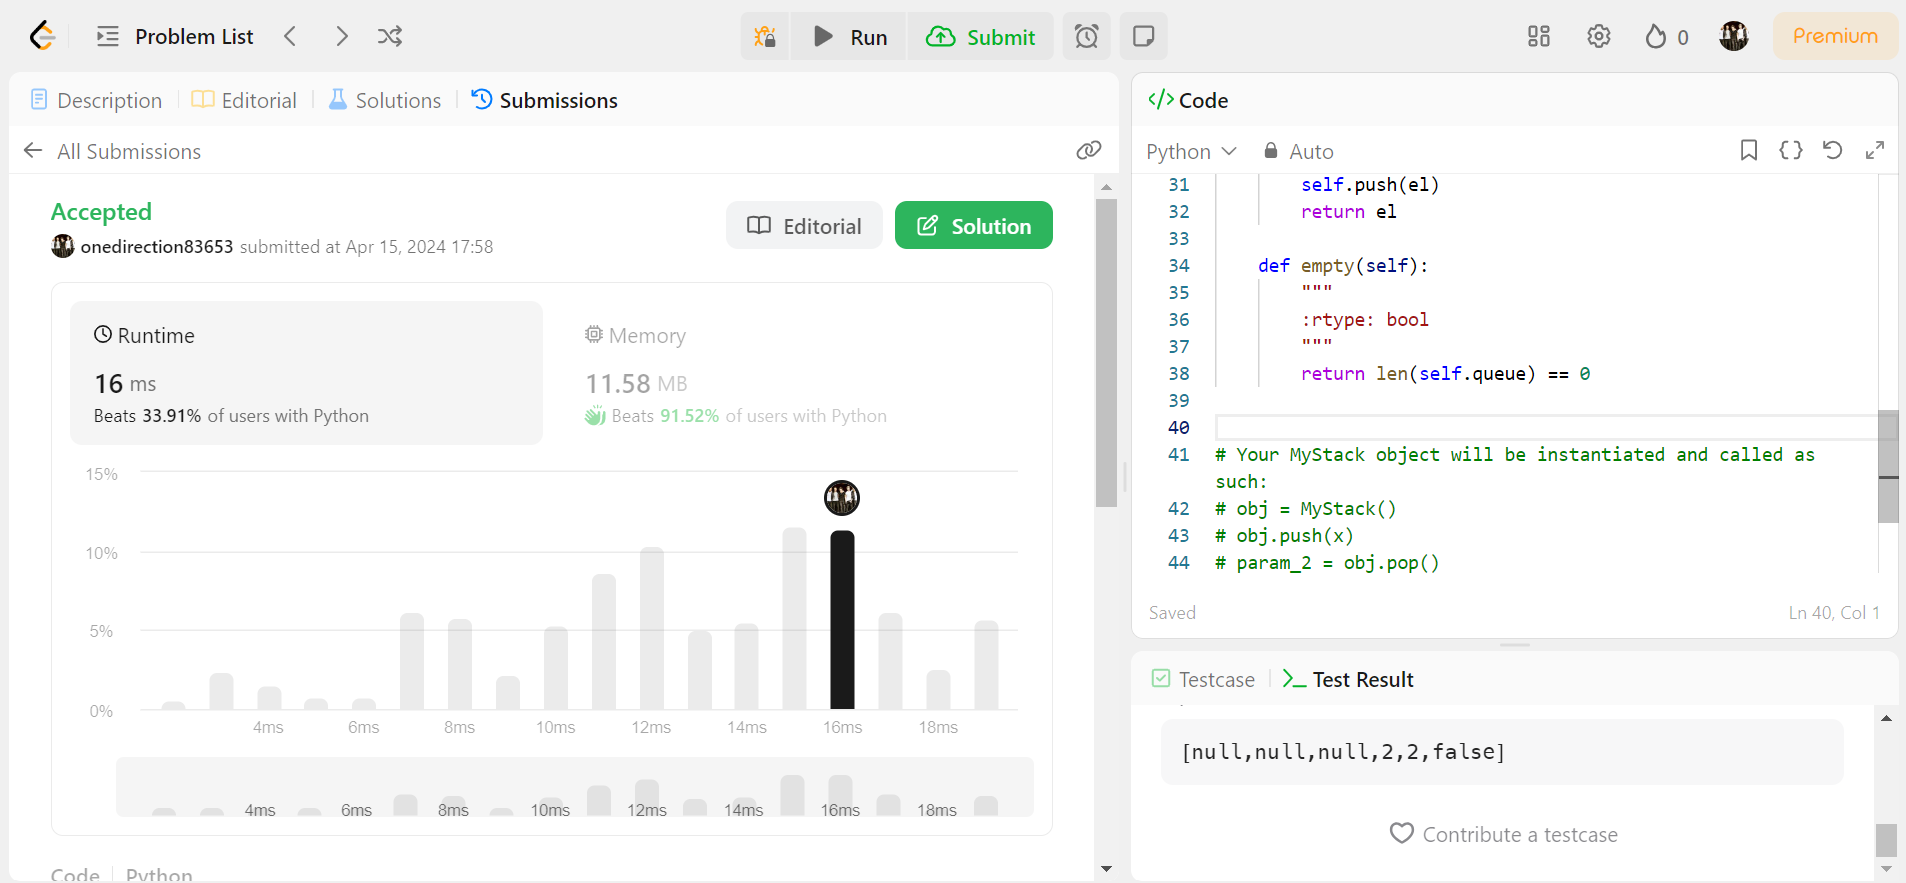 Problem List
Run
Submit
0
Premium
Description
Editorial
Solutions
Submissions
All Submissions
Accepted
onedirection83653 submitted at Apr 15, 2024 17:58
Editorial
Solution
Runtime
16 ms
Beats 33.91% of users with Python
Memory
11.58 MB
Beats 91.52% of users with Python
15%
10%
5%
0%
4ms 6ms 8ms 10ms 12ms 14ms 16ms 18ms
4ms 6ms 8ms 10ms 12ms 14ms 16ms 18ms
Code Python
</> Code
Python Auto
31 self.push(el)
32 return el
33
34 def empty(self):
35 """
36 :rtype: bool
37 """
38 return len(self.queue) == 0
39
40
41 # Your MyStack object will be instantiated and called as
such:
42 # obj = MyStack()
43 # obj.push(x)
44 # param_2 = obj.pop()
Saved
Ln 40, Col 1
Testcase
Test Result
[null,null,null,2,2,false]
Contribute a testcase